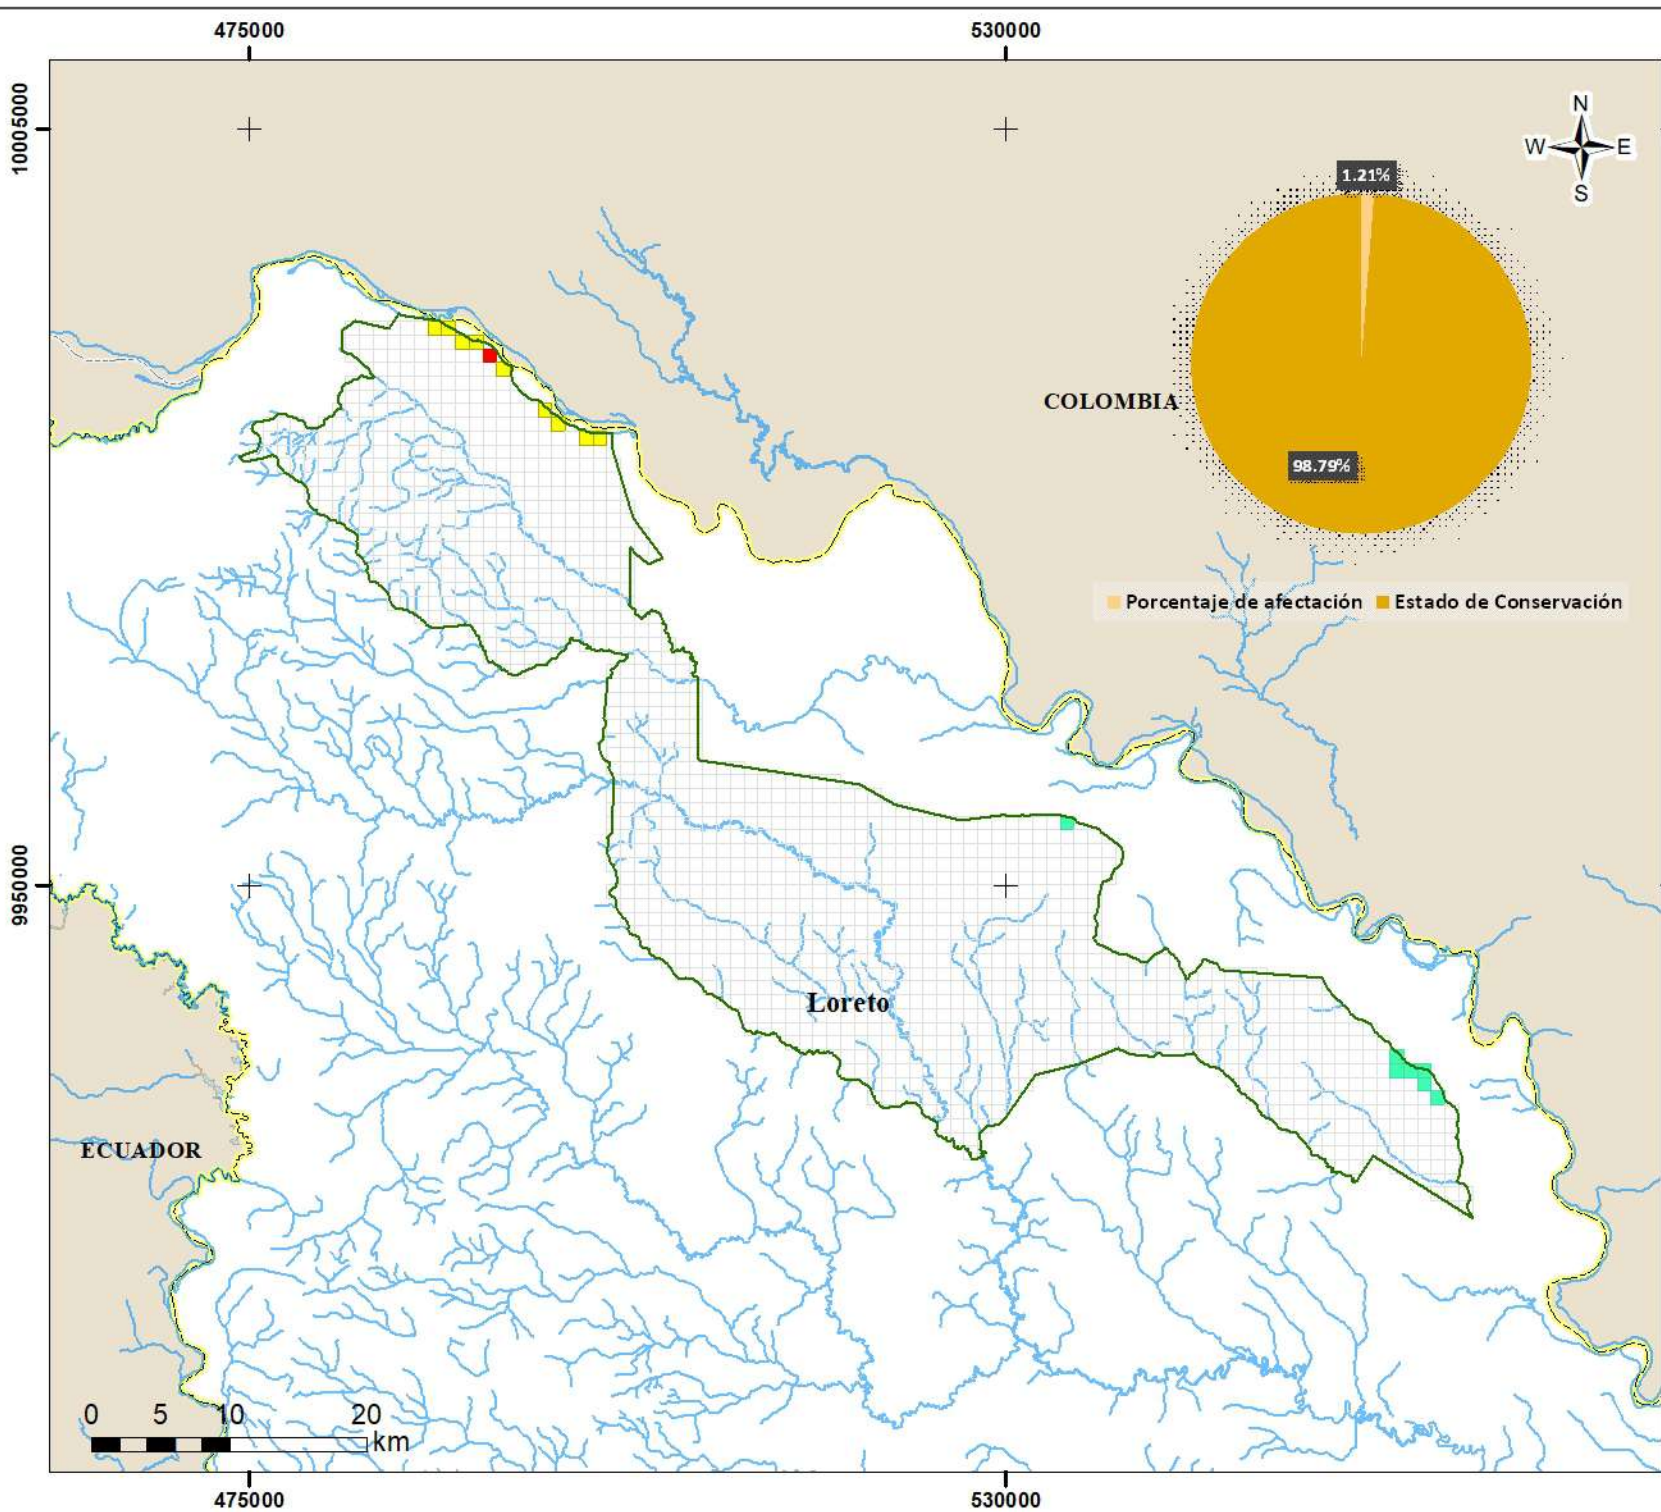 475000 530000
10005000
N
W E
S
1.21%
COLOMBIA
98.79%
Porcentaje de afectación Estado de Conservación
9950000
Loreto
ECUADOR
0 5 10 20
km
475000 530000